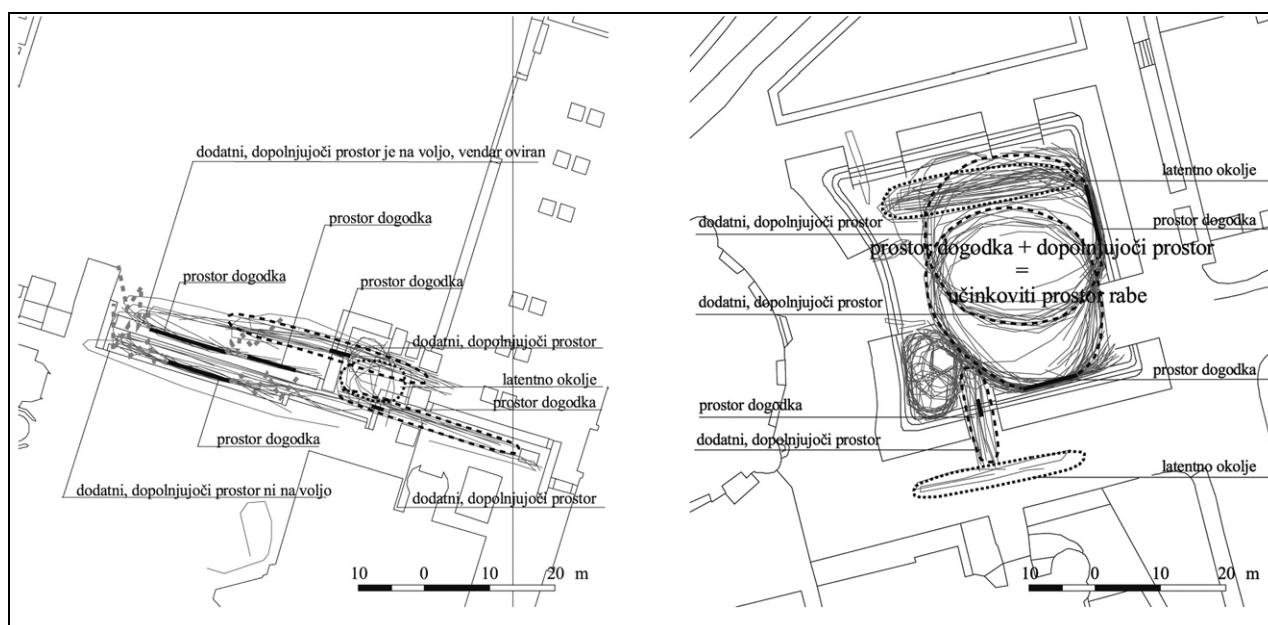 dodatni, dopolnjujoči prostor je na voljo, vendar oviran
prostor dogodka
prostor dogodka
prostor dogodka
dodatni, dopolnjujoči prostor
latentno okolje
prostor dogodka
prostor dogodka
dodatni, dopolnjujoči prostor ni na voljo
dodatni, dopolnjujoči prostor
10 0 10 20 m
latentno okolje
dodatni, dopolnjujoči prostor
prostor dogodka
prostor dogodka + dopolnjujoči prostor
=
učinkoviti prostor rabe
dodatni, dopolnjujoči prostor
prostor dogodka
prostor dogodka
dodatni, dopolnjujoči prostor
latentno okolje
10 0 10 20 m